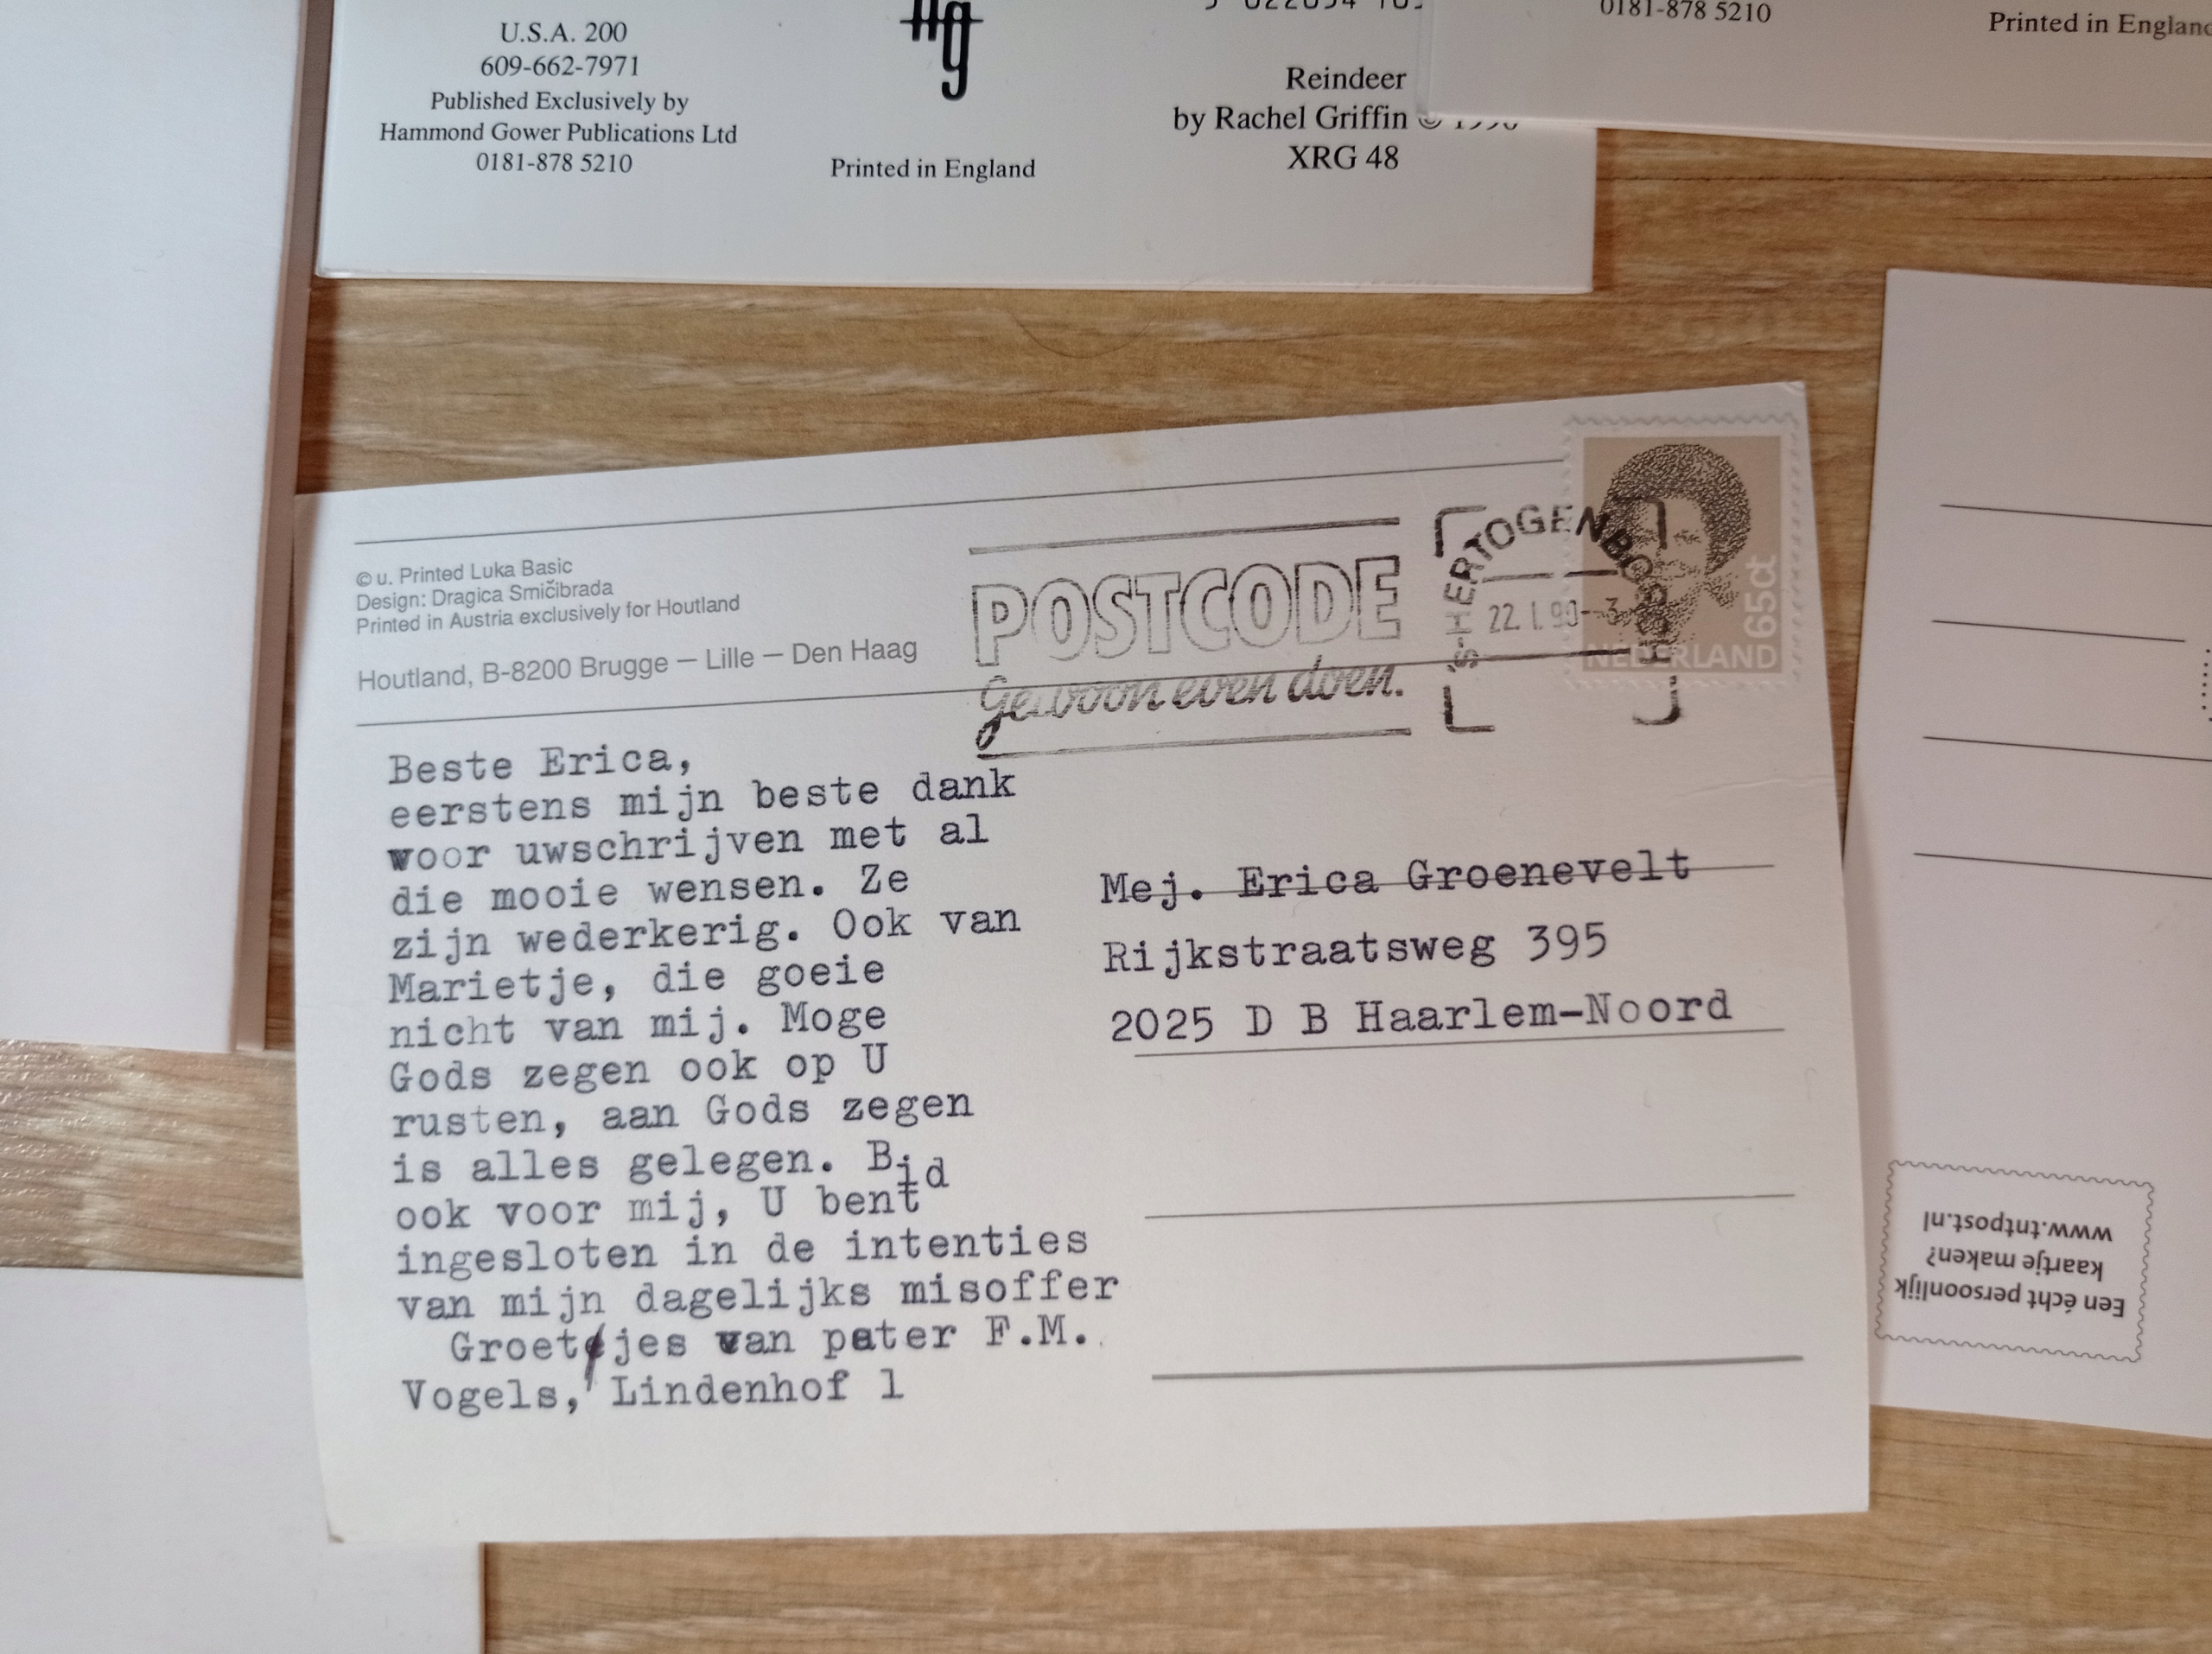 U.S.A. 200
609-662-7971
Published Exclusively by
Hammond Gower Publications Ltd
0181-878 5210
Hg
Printed in England
Reindeer
by Rachel Griffin ©
XRG 48
0181-878 5210
Printed in England
© u. Printed Luka Basic
Design: Dragica Smičibrada
Printed in Austria exclusively for Houtland
Houtland, B-8200 Brugge – Lille – Den Haag
POSTCODE
Gewoon even doen.
's-HERTOGENBOSCH
22 I 90
NEDERLAND 65ct
Beste Erica,
eerstens mijn beste dank
voor uwschrijven met al
die mooie wensen. Ze
zijn wederkerig. Ook van
Marietje, die goeie
nicht van mij. Moge
Gods zegen ook op U
rusten, aan Gods zegen
is alles gelegen. Bid
ook voor mij, U bent
ingesloten in de intenties
van mijn dagelijks misoffer
Groetjes van pater F.M.
Vogels, Lindenhof 1
Mej. Erica Groenevelt
Rijkstraatsweg 395
2025 D B Haarlem-Noord
Een écht persoonlijk
kaartje maken?
www.tntpost.nl